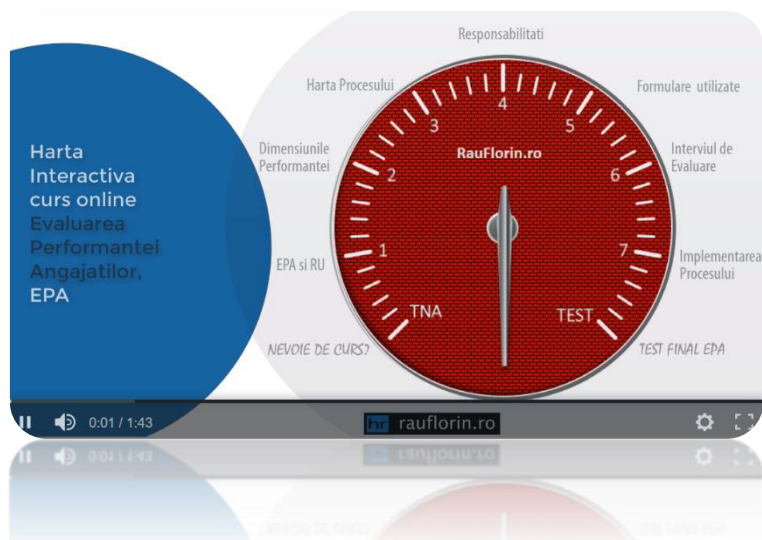 Harta
Interactiva
curs online
Evaluarea
Performantei
Angajatilor,
EPA
Responsabilitati
Harta Procesului
Formulare utilizate
Dimensiunile
Performantei
Interviul de
Evaluare
EPA si RU
Implementarea
Procesului
NEVOIE DE CURS?
TEST FINAL EPA
RauFlorin.ro
TNA
1
2
3
4
5
6
7
TEST
0:01 / 1:43
hr rauflorin.ro